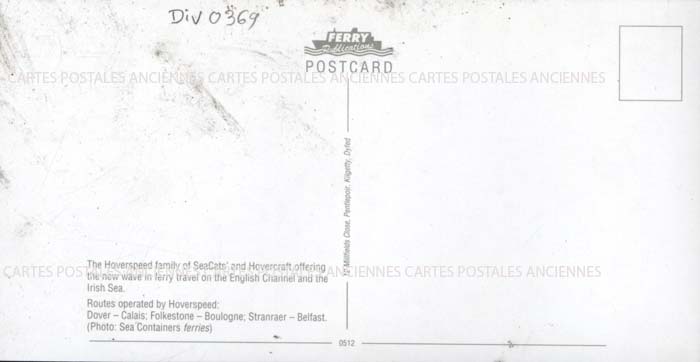 Div 0369
FERRY
Publications
POSTCARD
CARTES POSTALES ANCIENNES CARTES POSTALES ANCIENNES CARTES POSTALES ANCIENNES
Millfields Close, Pentlepoir, Kilgetty, Dyfed
The Hoverspeed family of SeaCats' and Hovercraft offering
the new wave in ferry travel on the English Channel and the
Irish Sea.
CARTES POSTALES ANCIENNES CARTES POSTALES ANCIENNES CARTES POSTALES ANCIENNES
Routes operated by Hoverspeed:
Dover – Calais; Folkestone – Boulogne; Stranraer – Belfast.
(Photo: Sea Containers ferries)
0512